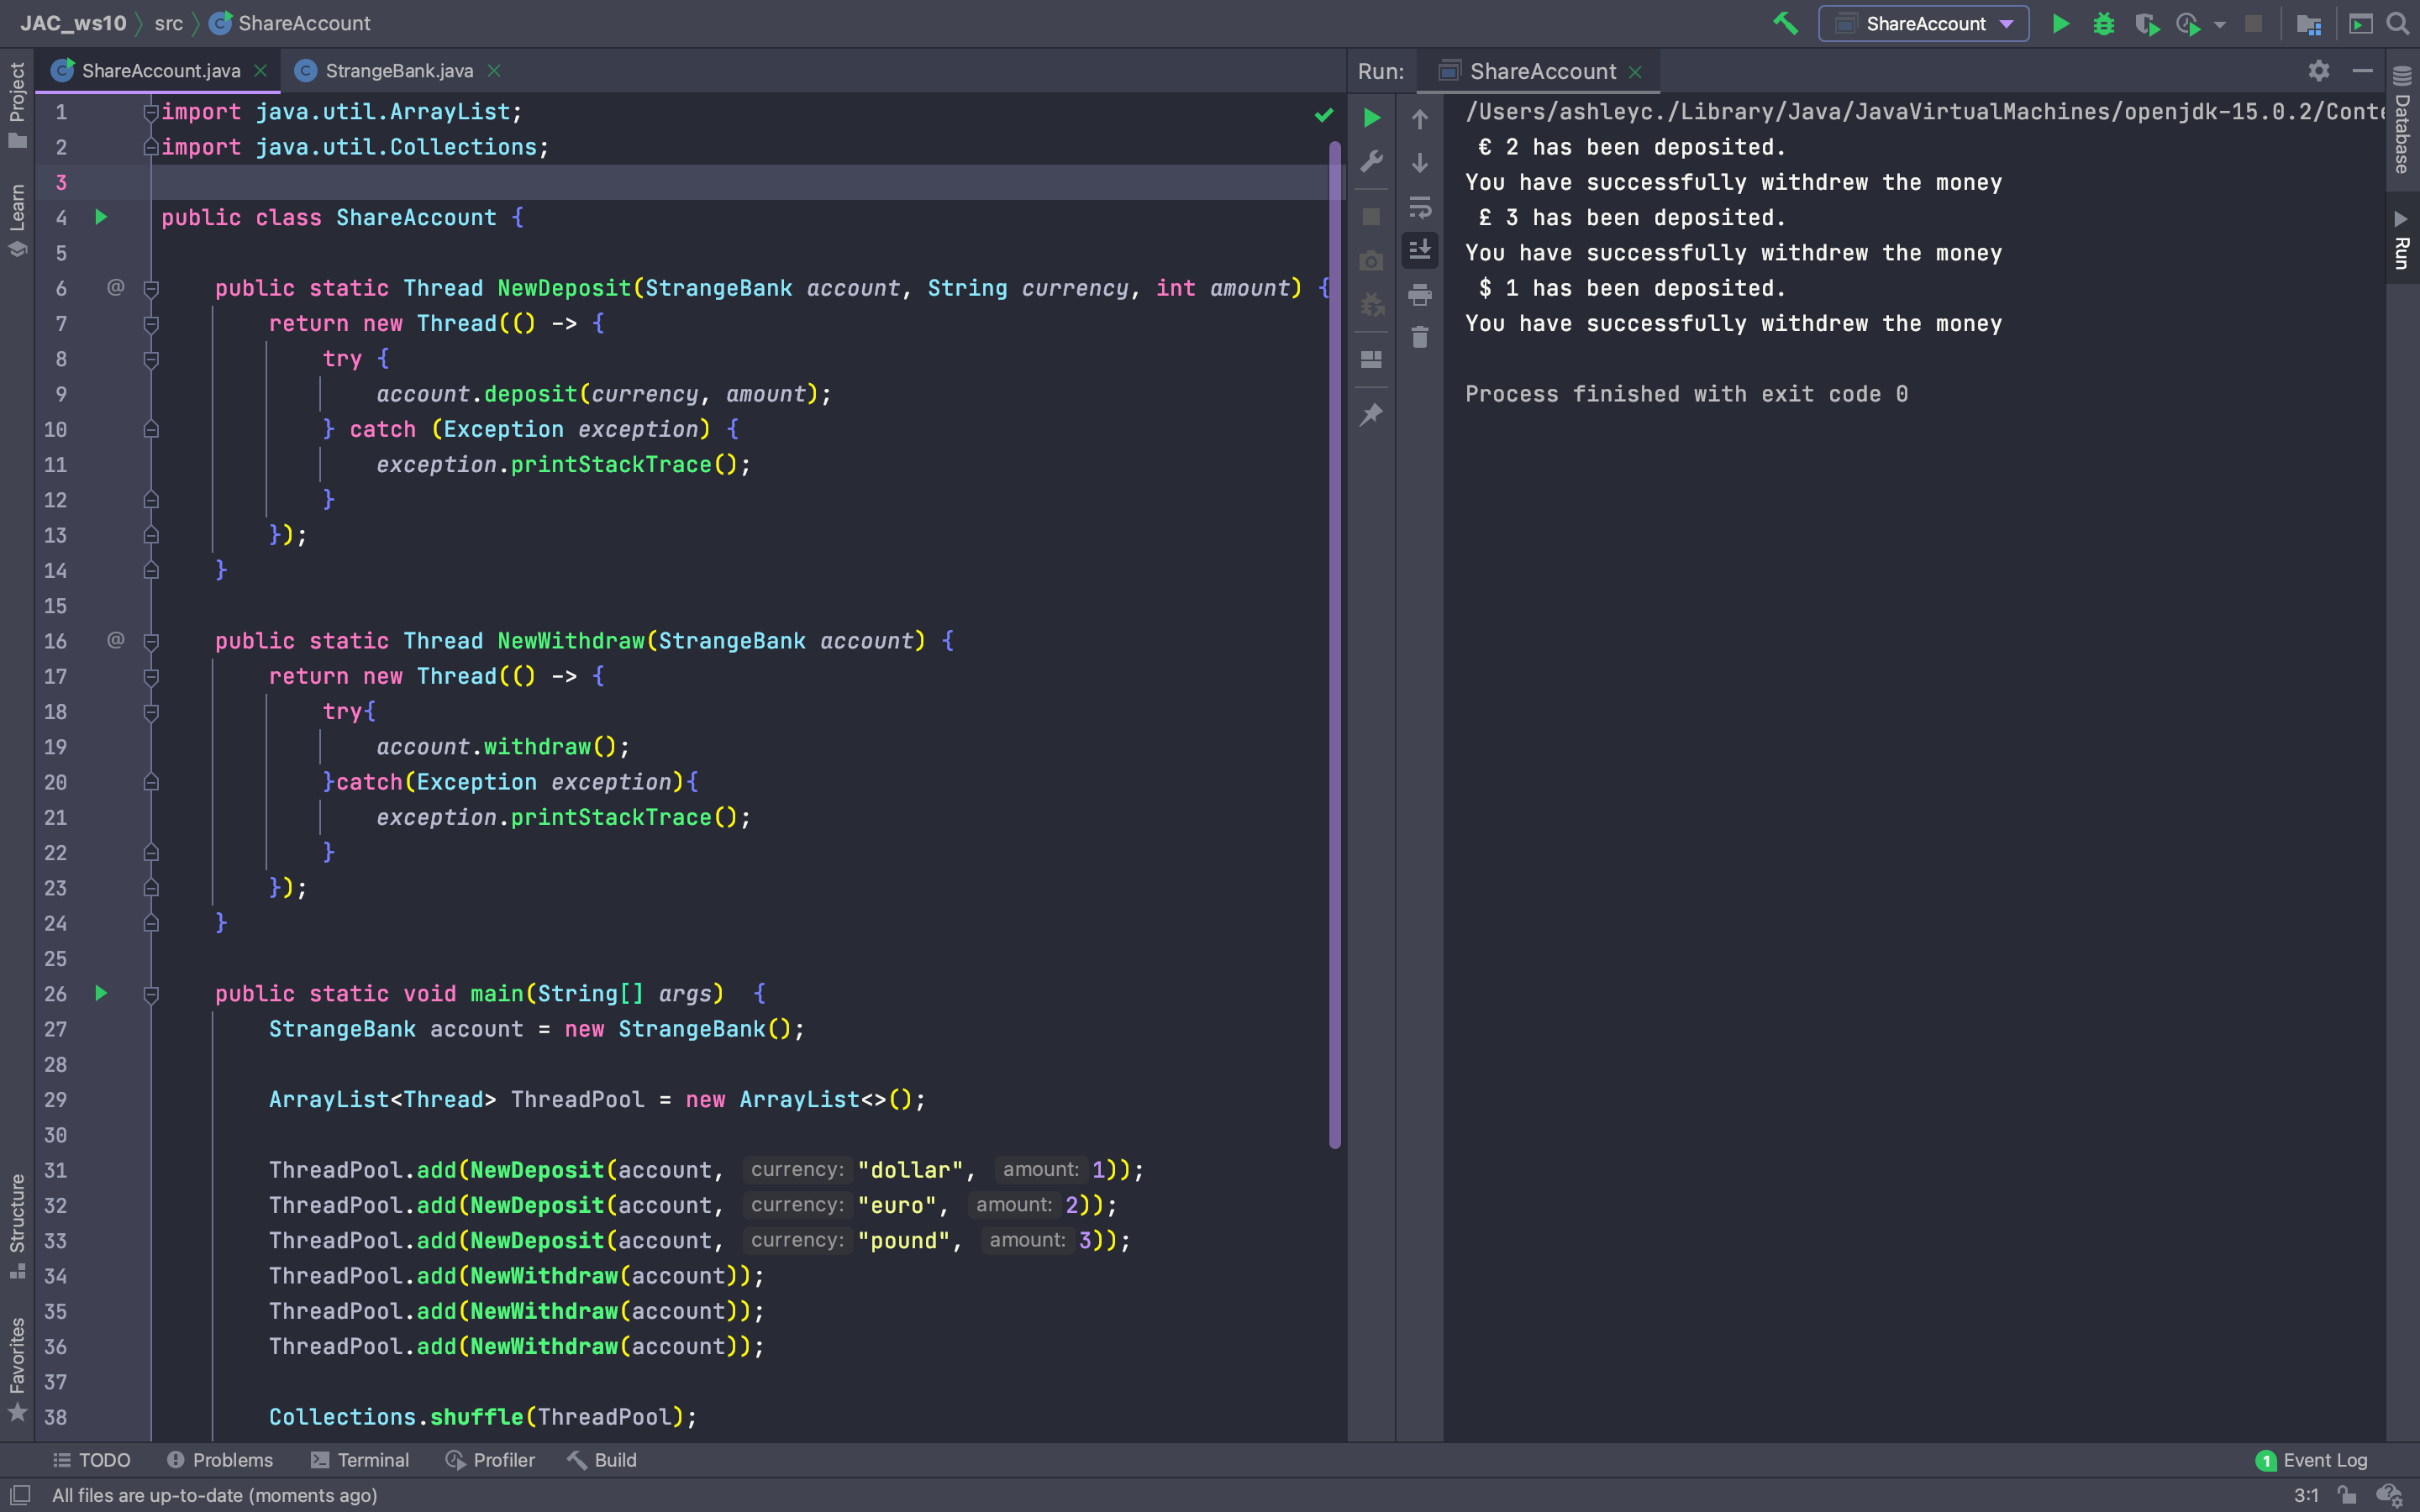 JAC_ws10 src ShareAccount
ShareAccount
ShareAccount.java
StrangeBank.java
Run:
ShareAccount
Project
Learn
Structure
Favorites
1 import java.util.ArrayList;
2 import java.util.Collections;
3
4 public class ShareAccount {
5
6 @ public static Thread NewDeposit(StrangeBank account, String currency, int amount) {
7 return new Thread(() -> {
8 try {
9 account.deposit(currency, amount);
10 } catch (Exception exception) {
11 exception.printStackTrace();
12 }
13 });
14 }
15
16 @ public static Thread NewWithdraw(StrangeBank account) {
17 return new Thread(() -> {
18 try{
19 account.withdraw();
20 }catch(Exception exception){
21 exception.printStackTrace();
22 }
23 });
24 }
25
26 public static void main(String[] args)  {
27 StrangeBank account = new StrangeBank();
28
29 ArrayList<Thread> ThreadPool = new ArrayList<>();
30
31 ThreadPool.add(NewDeposit(account, currency: "dollar", amount: 1));
32 ThreadPool.add(NewDeposit(account, currency: "euro", amount: 2));
33 ThreadPool.add(NewDeposit(account, currency: "pound", amount: 3));
34 ThreadPool.add(NewWithdraw(account));
35 ThreadPool.add(NewWithdraw(account));
36 ThreadPool.add(NewWithdraw(account));
37
38 Collections.shuffle(ThreadPool);
/Users/ashleyc./Library/Java/JavaVirtualMachines/openjdk-15.0.2/Conte
€ 2 has been deposited.
You have successfully withdrew the money
£ 3 has been deposited.
You have successfully withdrew the money
$ 1 has been deposited.
You have successfully withdrew the money
Process finished with exit code 0
Database
Run
TODO
Problems
Terminal
Profiler
Build
1 Event Log
All files are up-to-date (moments ago)
3:1